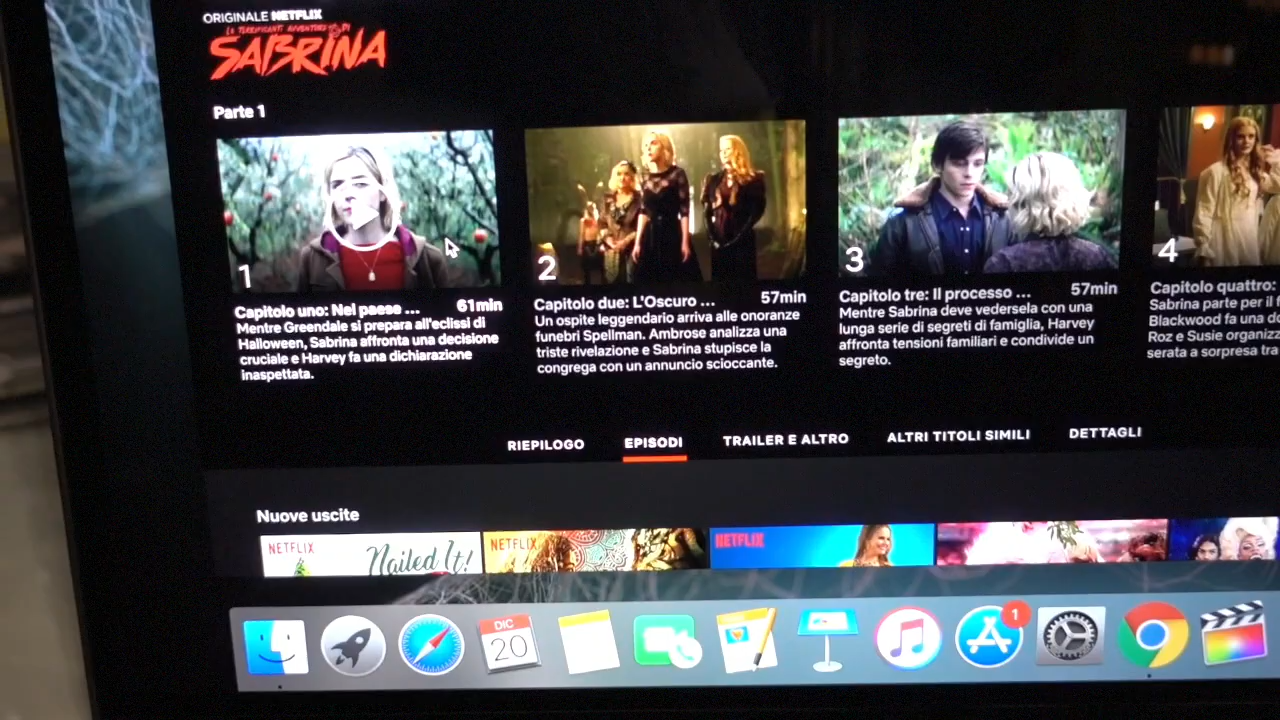 ORIGINALE NETFLIX
LE TERRIFICANTI AVVENTURE DI
SABRINA
Parte 1
1
2
3
4
Capitolo uno: Nel paese ... 61min
Mentre Greendale si prepara all'eclissi di
Halloween, Sabrina affronta una decisione
cruciale e Harvey fa una dichiarazione
inaspettata.
Capitolo due: L'Oscuro ... 57min
Un ospite leggendario arriva alle onoranze
funebri Spellman. Ambrose analizza una
triste rivelazione e Sabrina stupisce la
congrega con un annuncio scioccante.
Capitolo tre: Il processo ... 57min
Mentre Sabrina deve vedersela con una
lunga serie di segreti di famiglia, Harvey
affronta tensioni familiari e condivide un
segreto.
Capitolo quattro:
Sabrina parte per il
Blackwood fa una
Roz e Susie
serata a sorpresa tra
RIEPILOGO EPISODI TRAILER E ALTRO ALTRI TITOLI SIMILI DETTAGLI
Nuove uscite
NETFLIX Nailed It! NETFLIX NETFLIX
DIC
20
1